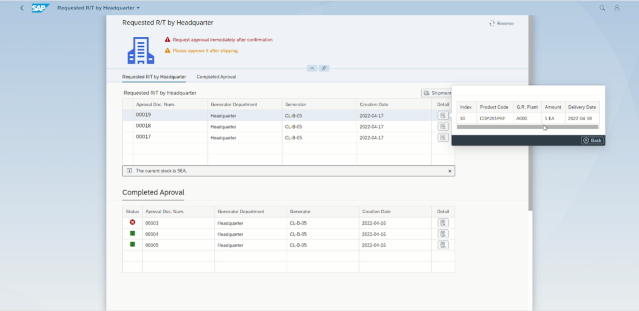 SAP Requested R/T by Headquarter
Requested R/T by Headquarter
Reverse
Request approval immediately after confirmation
Please approve it after shipping.
Requested R/T by Headquarter Completed Aproval
Requested R/T by Headquarter Shipment
Aproval Doc. Num. Generator Department Generator Creation Date Detail
00019 Headquarter CL-B-05 2022-04-17
00018 Headquarter CL-B-05 2022-04-17
00017 Headquarter CL-B-05 2022-04-17
The current stock is 5EA.
Index Product Code G.R. Plant Amount Delivery Date
10 A000 1 EA 2022-04-18
Back
Completed Aproval
Status Aproval Doc. Num. Generator Department Generator Creation Date Detail
00003 Headquarter CL-B-05 2022-04-16
00004 Headquarter CL-B-05 2022-04-16
00005 Headquarter CL-B-05 2022-04-16